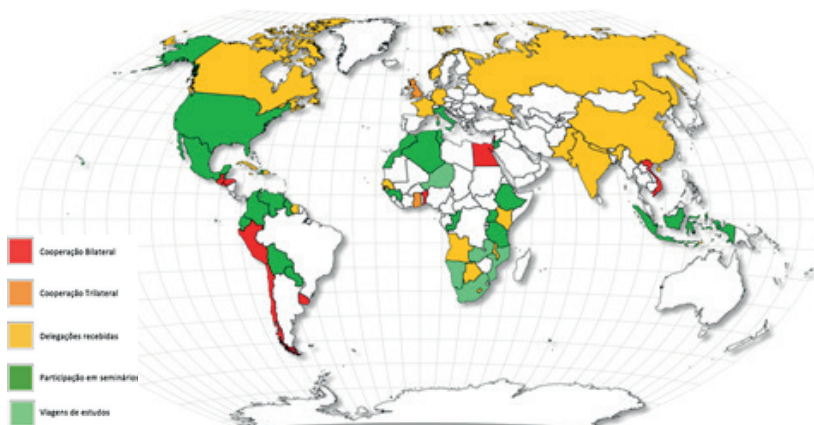 Cooperação Bilateral
Cooperação Trilateral
Delegações recebidas
Participação em seminários
Viagens de estudos